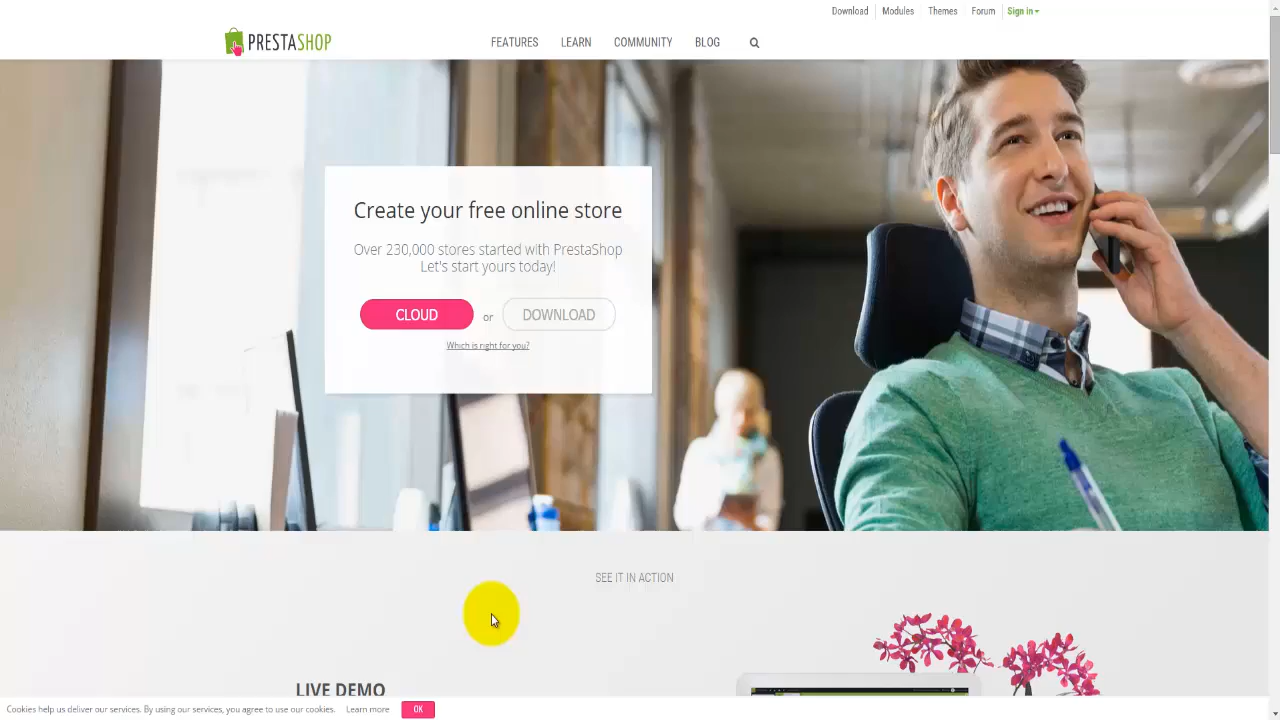 Download Modules Themes Forum Sign in
PRESTASHOP FEATURES LEARN COMMUNITY BLOG
Create your free online store
Over 230,000 stores started with PrestaShop
Let's start yours today!
CLOUD or DOWNLOAD
Which is right for you?
SEE IT IN ACTION
LIVE DEMO
Cookies help us deliver our services. By using our services, you agree to use our cookies. Learn more OK